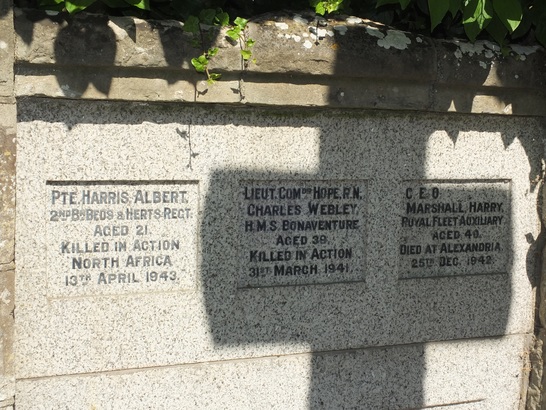 PTE. HARRIS, ALBERT.
2ND BN BEDS & HERTS REGT.
AGED 21.
KILLED IN ACTION
NORTH AFRICA
13TH APRIL 1943.
LIEUT. COMDR HOPE, R.N.
CHARLES WEBLEY,
H.M.S. BONAVENTURE
AGED 39.
KILLED IN ACTION
31ST MARCH 1941.
C. E. O.
MARSHALL HARRY,
ROYAL FLEET AUXILIARY
AGED 40.
DIED AT ALEXANDRIA
25TH DEC. 1942.